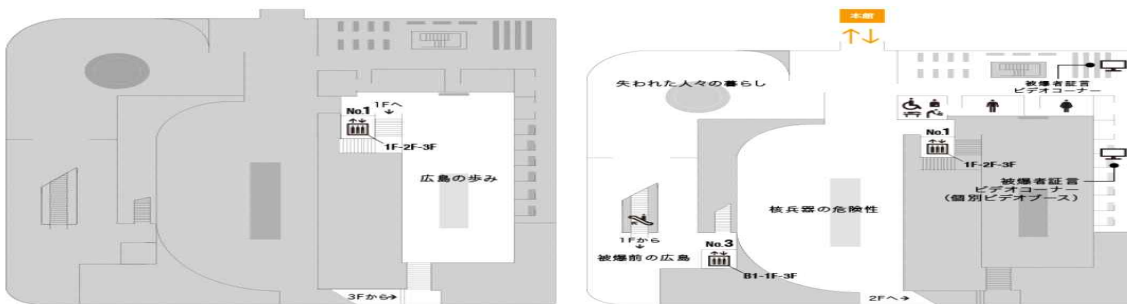 No.1
1Fへ
↓
1F-2F-3F
広島の歩み
3Fから→
本館
↑↓
失われた人々の暮らし
被爆者証言
ビデオコーナー
No.1
1F-2F-3F
被爆者証言
ビデオコーナー
(個別ビデオブース)
核兵器の危険性
1Fから
↓
被爆前の広島
No.3
B1-1F-3F
2Fへ→